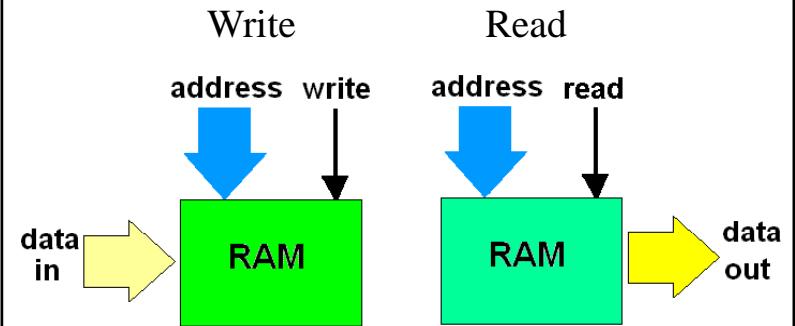 Write Read
address write address read
data in
RAM
RAM
data out